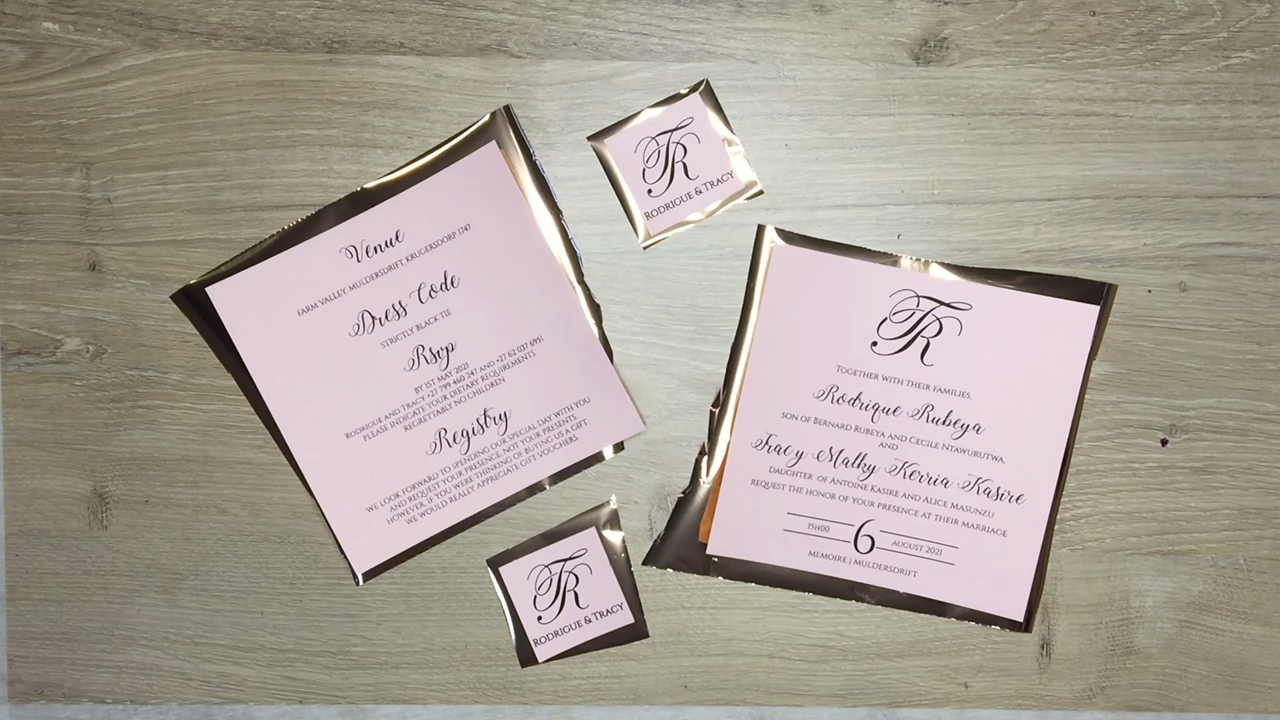 Venue
FARM VALLEY, MULDERSDRIFT, KRUGERSDORP 1747
Dress Code
STRICTLY BLACK TIE
Rsvp
BY 1ST MAY 2021
RODRIGUE AND TRACY +27 799 460 247 AND +27 62 037 6951
PLEASE INDICATE YOUR DIETARY REQUIREMENTS
REGRETTABLY NO CHILDREN
Registry
WE LOOK FORWARD TO SPENDING OUR SPECIAL DAY WITH YOU
AND REQUEST YOUR PRESENCE, NOT YOUR PRESENTS.
HOWEVER, IF YOU WERE THINKING OF BUYING US A GIFT,
WE WOULD REALLY APPRECIATE GIFT VOUCHERS
TR
RODRIGUE & TRACY
TR
TOGETHER WITH THEIR FAMILIES,
Rodrique Rubeya
SON OF BERNARD RUBEYA AND CECILE NTAWURUTWA,
AND
Tracy Malky Kerria Kasire
DAUGHTER OF ANTOINE KASIRE AND ALICE MASUNZU
REQUEST THE HONOR OF YOUR PRESENCE AT THEIR MARRIAGE
15H00 6 AUGUST 2021
MEMOIRE | MULDERSDRIFT
TR
RODRIGUE & TRACY